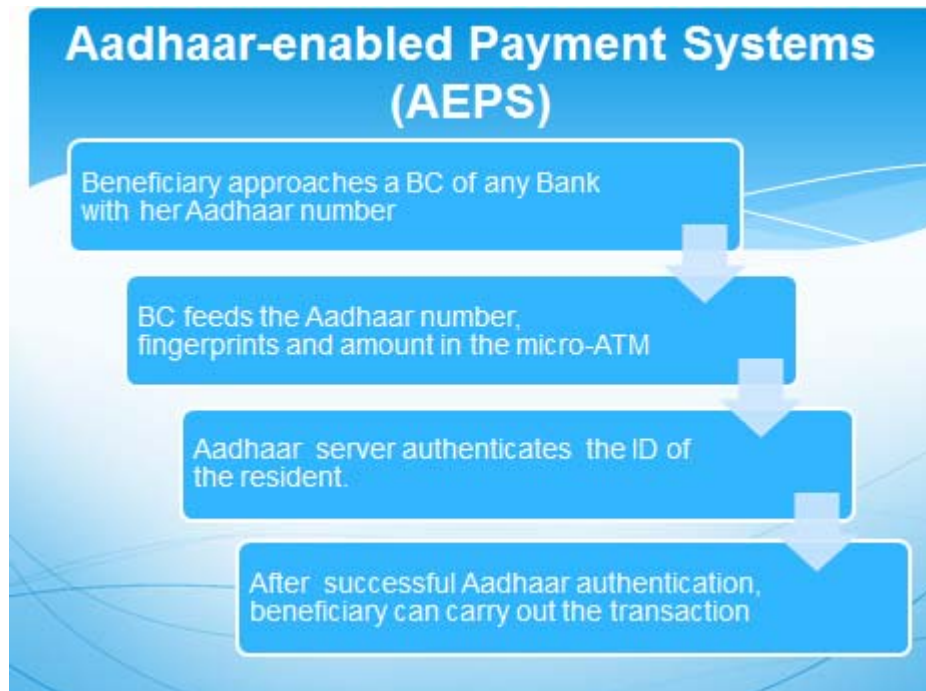 Aadhaar-enabled Payment Systems
(AEPS)
Beneficiary approaches a BC of any Bank
with her Aadhaar number
BC feeds the Aadhaar number,
fingerprints and amount in the micro-ATM
Aadhaar server authenticates the ID of
the resident.
After successful Aadhaar authentication,
beneficiary can carry out the transaction